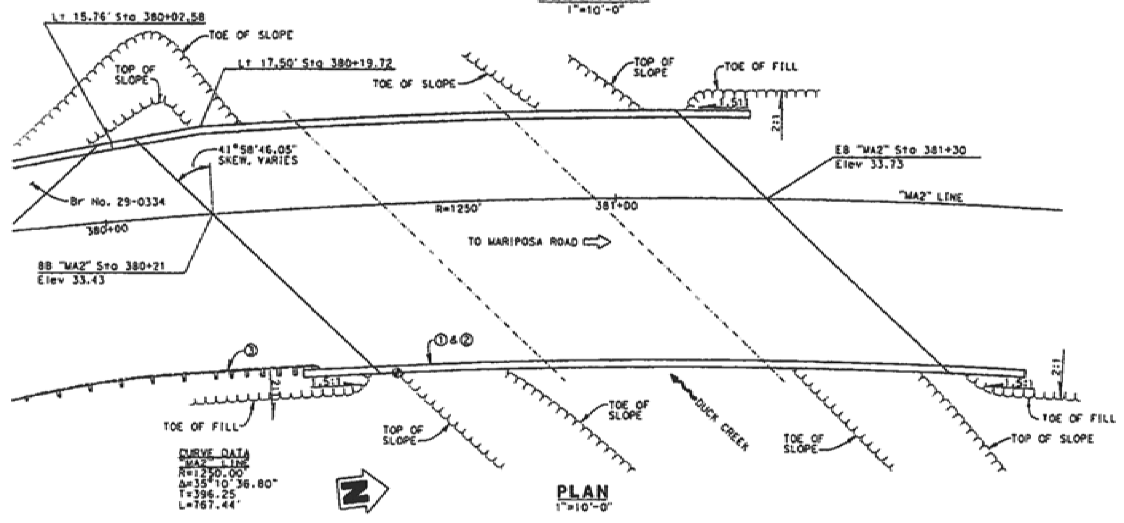 1"=10'-0"
Lt 15.76' Sta 380+02.58
TOE OF SLOPE
TOP OF
SLOPE
Lt 17.50' Sta 380+19.72
TOE OF SLOPE
TOP OF
SLOPE
TOE OF FILL
1.5:1
2:1
41°58'46.05"
SKEW, VARIES
EB "MA2" Sta 381+30
Elev 33.73
Br No. 29-0334
380+00
R=1250'
381+00
"MA2" LINE
TO MARIPOSA ROAD
BB "MA2" Sta 380+21
Elev 33.43
③
① & ②
2:1
1.5:1
2:1
1.5:1
TOE OF FILL
TOP OF
SLOPE
TOE OF
SLOPE
DUCK CREEK
TOE OF
SLOPE
TOE OF FILL
TOP OF SLOPE
CURVE DATA
"MA2" LINE
R=1250.00'
Δ=35°10'36.80"
T=396.25
L=767.44'
N
PLAN
1"=10'-0"